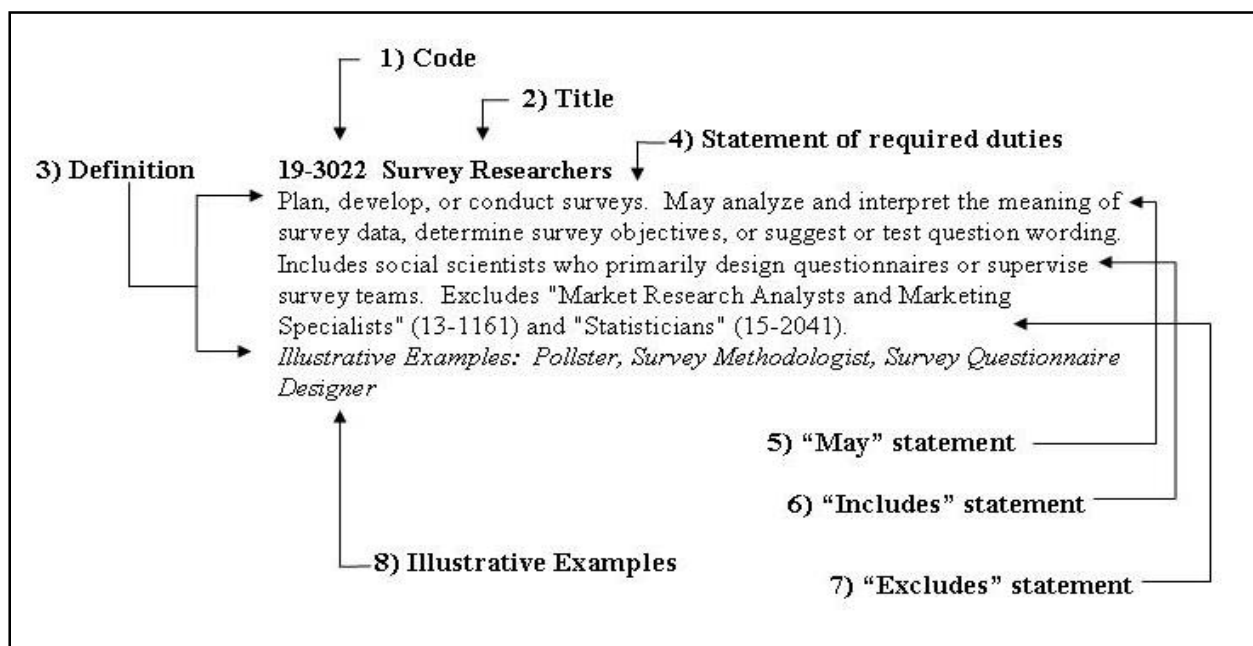 1) Code
2) Title
4) Statement of required duties
3) Definition
19-3022 Survey Researchers
Plan, develop, or conduct surveys. May analyze and interpret the meaning of
survey data, determine survey objectives, or suggest or test question wording.
Includes social scientists who primarily design questionnaires or supervise
survey teams. Excludes "Market Research Analysts and Marketing
Specialists" (13-1161) and "Statisticians" (15-2041).
Illustrative Examples: Pollster, Survey Methodologist, Survey Questionnaire
Designer
5) “May” statement
6) “Includes” statement
8) Illustrative Examples
7) “Excludes” statement